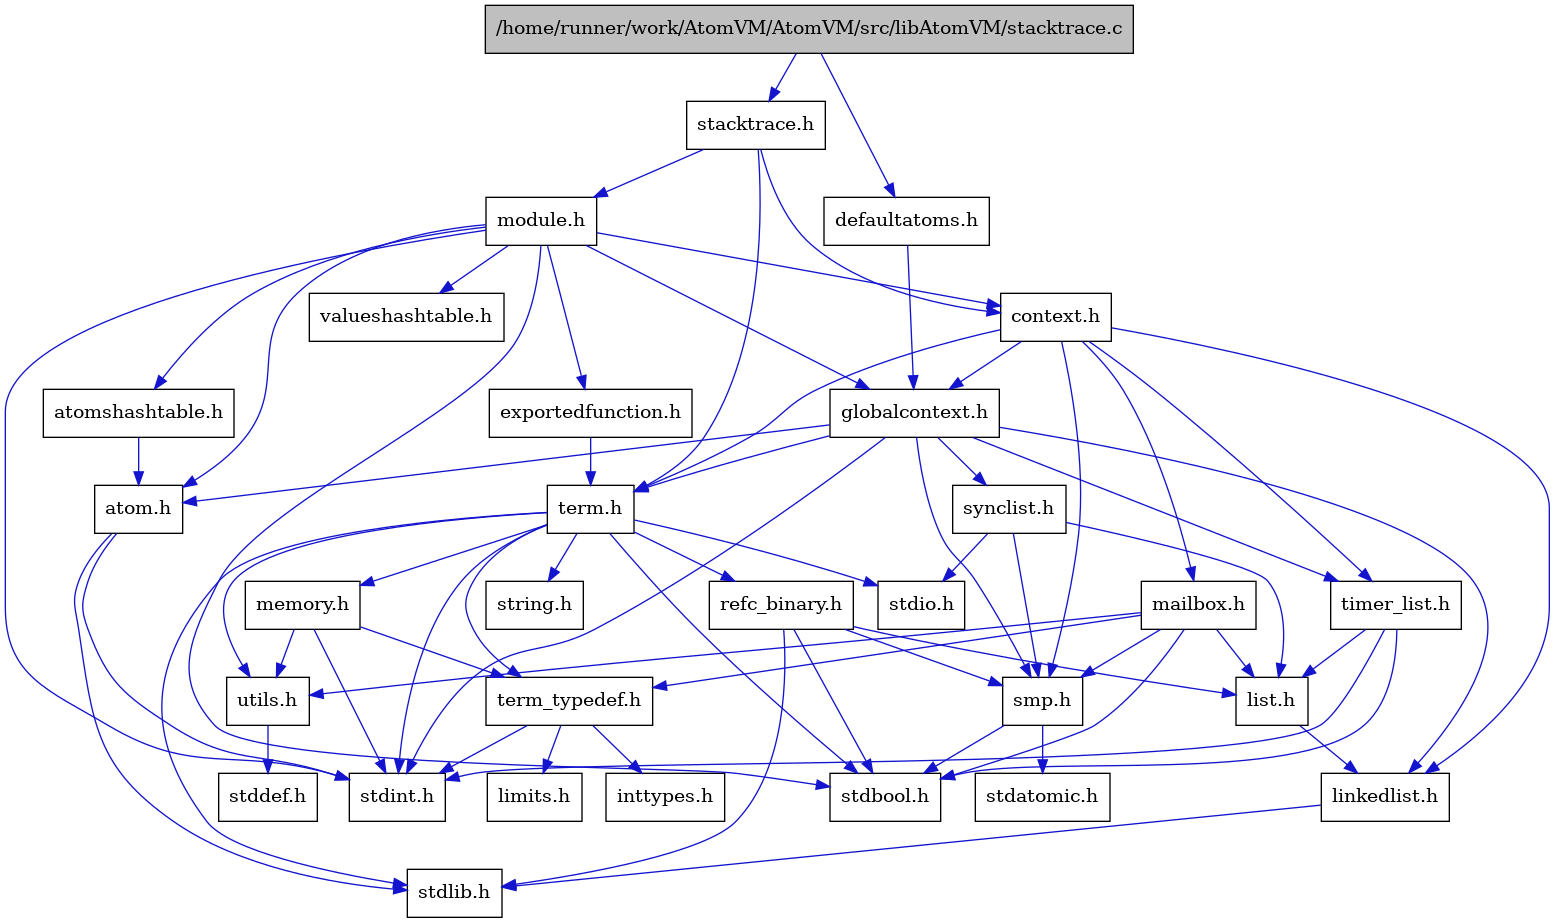 /home/runner/work/AtomVM/AtomVM/src/libAtomVM/stacktrace.c
stacktrace.h
module.h
defaultatoms.h
valueshashtable.h
context.h
atomshashtable.h
exportedfunction.h
globalcontext.h
atom.h
term.h
synclist.h
memory.h
string.h
refc_binary.h
stdio.h
mailbox.h
timer_list.h
utils.h
term_typedef.h
smp.h
list.h
stddef.h
stdint.h
limits.h
inttypes.h
stdbool.h
stdatomic.h
linkedlist.h
stdlib.h